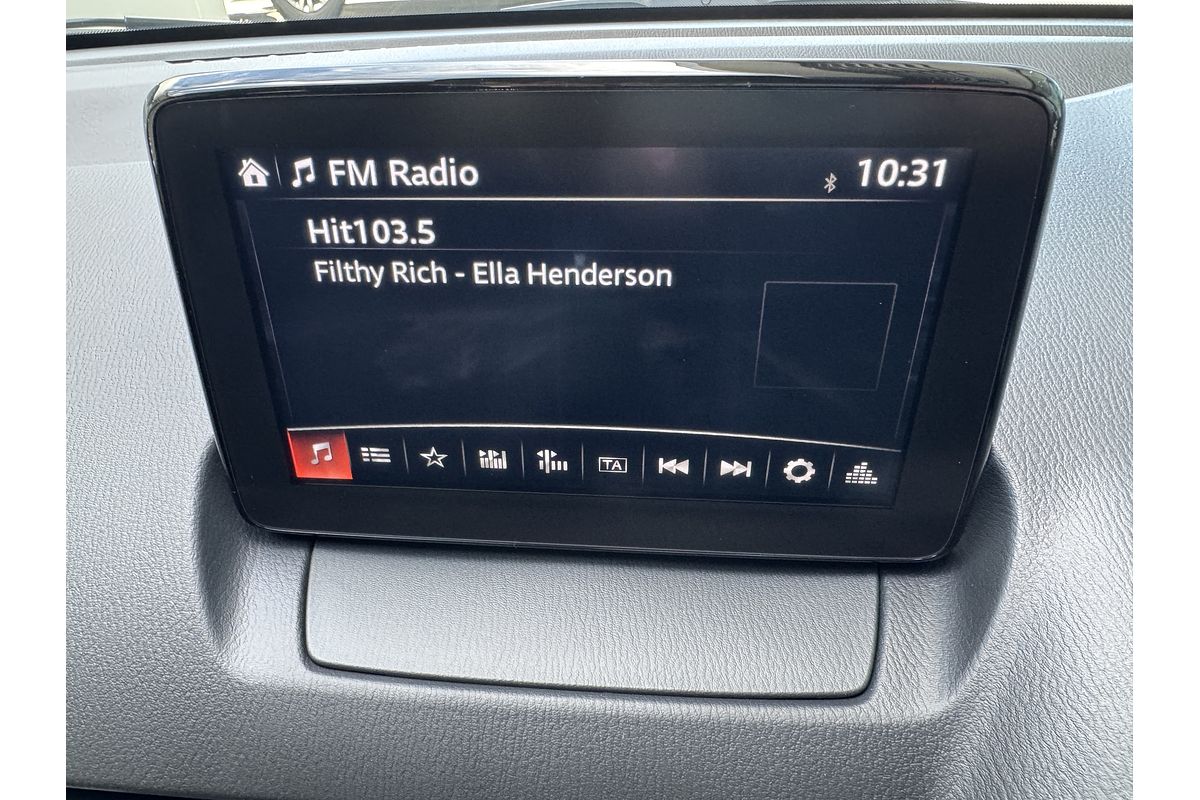 FM Radio 10:31
Hit103.5
Filthy Rich - Ella Henderson
TA